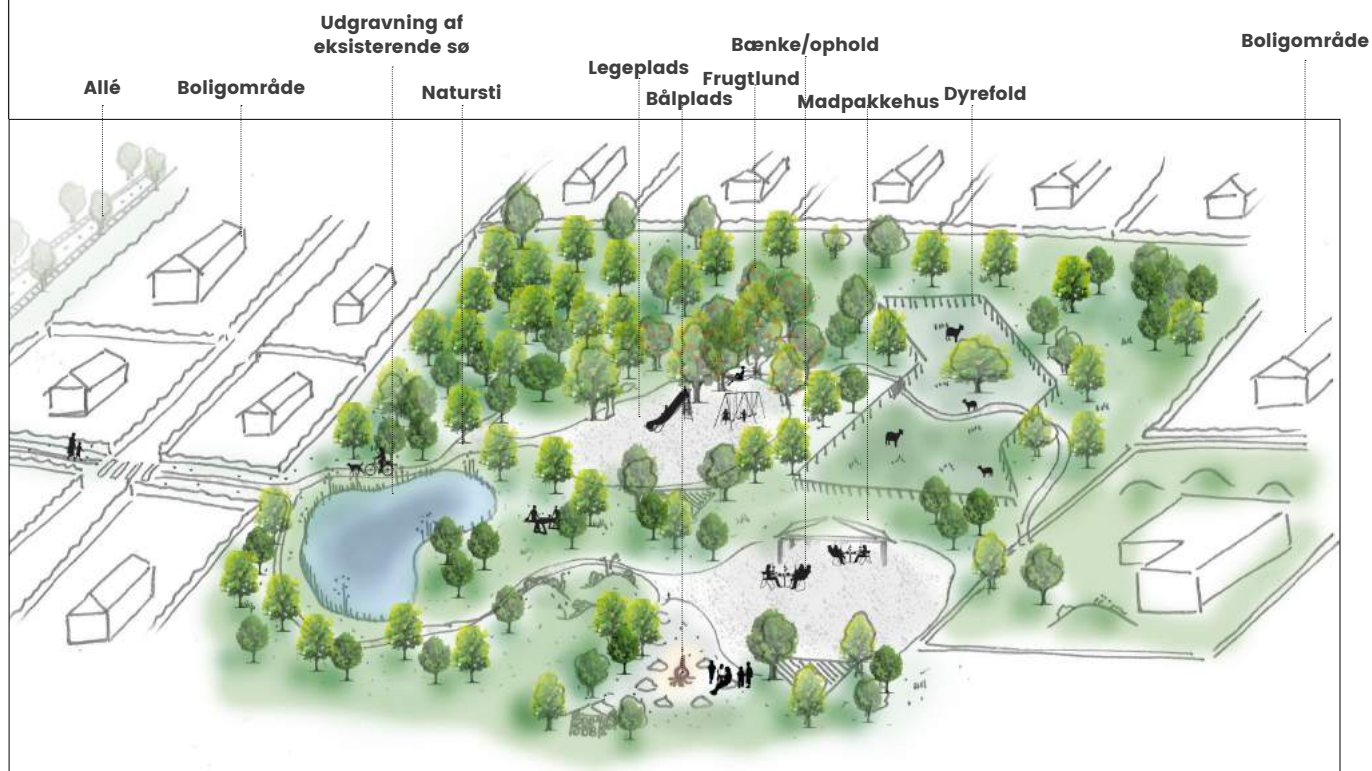 Udgravning af
eksisterende sø
Bænke/ophold
Boligområde
Legeplads
Frugtlund
Allé
Boligområde
Natursti
Bålplads
Madpakkehus
Dyrefold